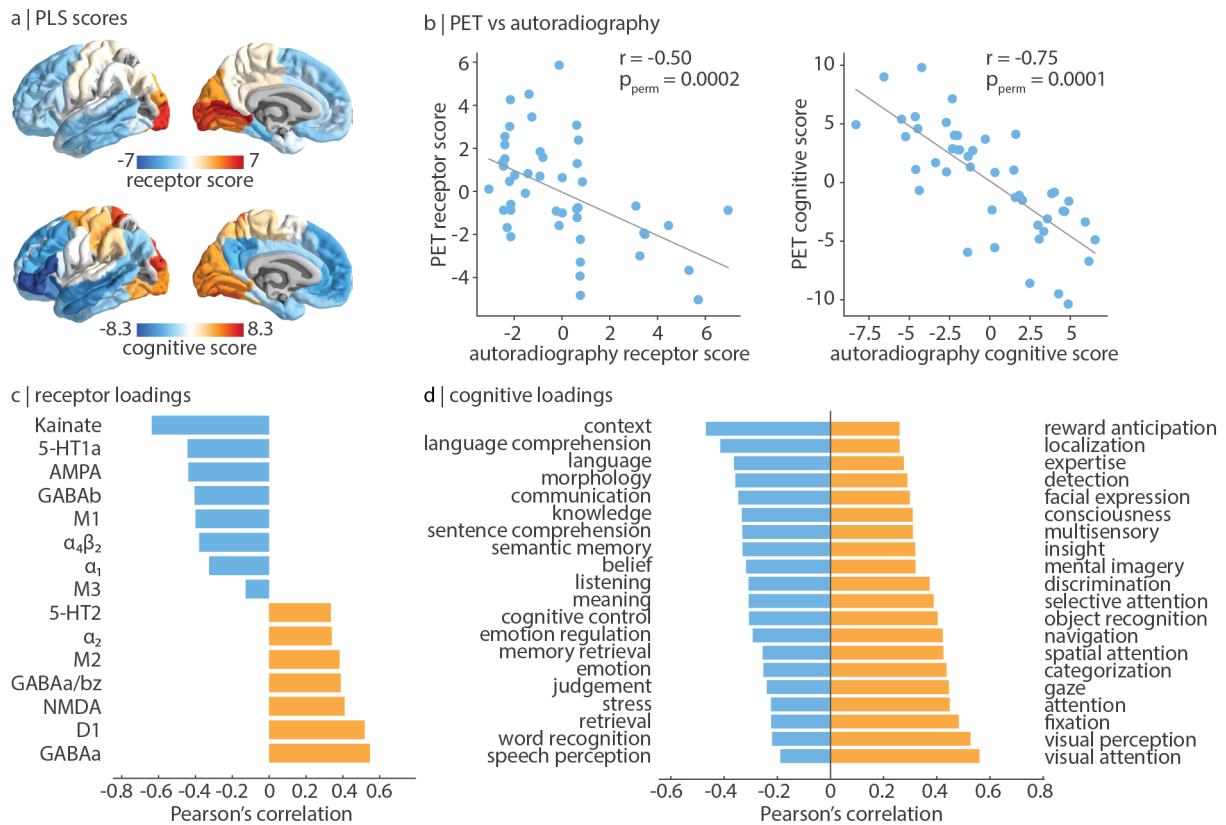 a | PLS scores
-7 7
receptor score
-8.3 8.3
cognitive score
b | PET vs autoradiography
r = -0.50
pperm = 0.0002
PET receptor score
6
4
2
0
-2
-4
-2 0 2 4 6
autoradiography receptor score
r = -0.75
pperm = 0.0001
PET cognitive score
10
5
0
-5
-10
-7.5 -5 -2.5 0 2.5 5
autoradiography cognitive score
c | receptor loadings
Kainate
5-HT1a
AMPA
GABAb
M1
α₄β₂
α₁
M3
5-HT2
α₂
M2
GABAa/bz
NMDA
D1
GABAa
-0.8 -0.6 -0.4 -0.2 0 0.2 0.4 0.6
Pearson's correlation
d | cognitive loadings
context
language comprehension
language
morphology
communication
knowledge
sentence comprehension
semantic memory
belief
listening
meaning
cognitive control
emotion regulation
memory retrieval
emotion
judgement
stress
retrieval
word recognition
speech perception
reward anticipation
localization
expertise
detection
facial expression
consciousness
multisensory
insight
mental imagery
discrimination
selective attention
object recognition
navigation
spatial attention
categorization
gaze
attention
fixation
visual perception
visual attention
-0.6 -0.4 -0.2 0 0.2 0.4 0.6 0.8
Pearson's correlation